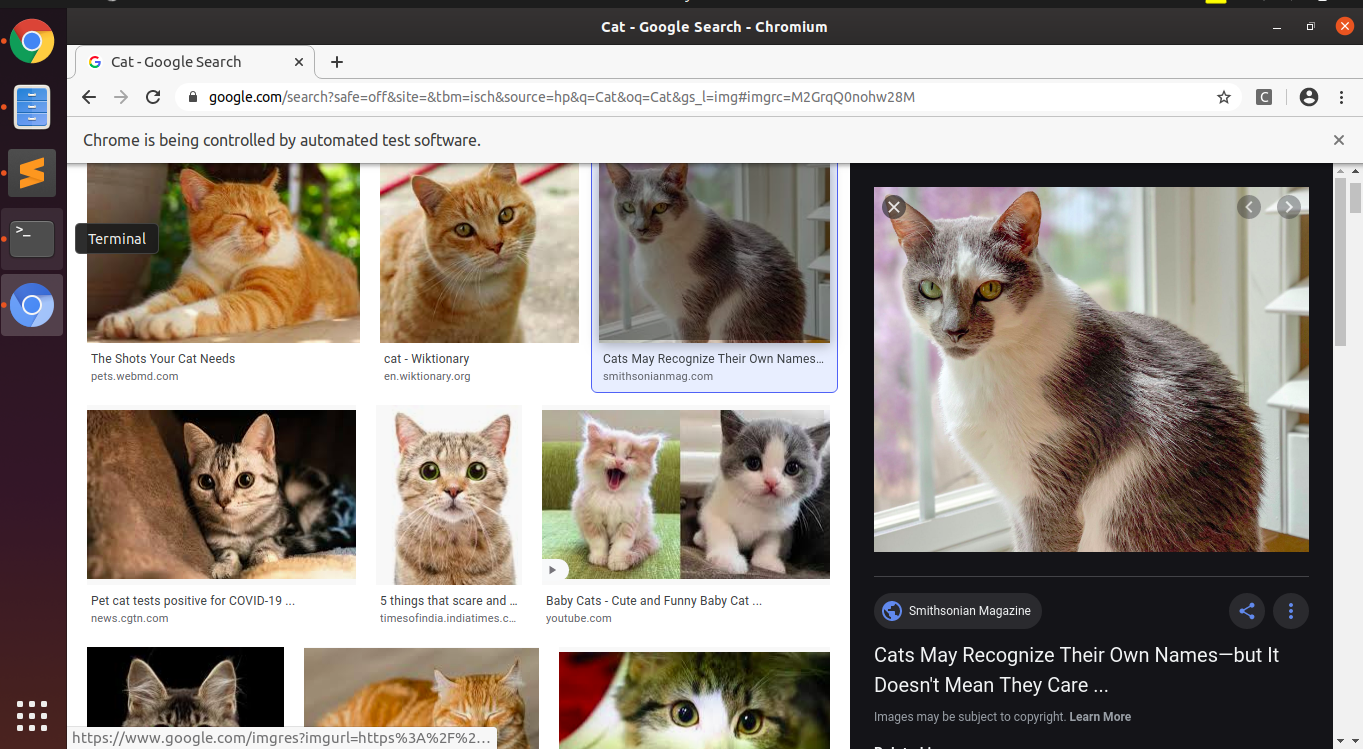 Cat - Google Search - Chromium
Cat - Google Search
google.com/search?safe=off&site=&tbm=isch&source=hp&q=Cat&oq=Cat&gs_l=img#imgrc=M2GrqQ0nohw28M
C
Chrome is being controlled by automated test software.
>_
Terminal
The Shots Your Cat Needs
pets.webmd.com
cat - Wiktionary
en.wiktionary.org
Cats May Recognize Their Own Names...
smithsonianmag.com
Pet cat tests positive for COVID-19 ...
news.cgtn.com
5 things that scare and ...
timesofindia.indiatimes.c...
Baby Cats - Cute and Funny Baby Cat ...
youtube.com
Smithsonian Magazine
Cats May Recognize Their Own Names—but It
Doesn't Mean They Care ...
Images may be subject to copyright. Learn More
https://www.google.com/imgres?imgurl=https%3A%2F%2...